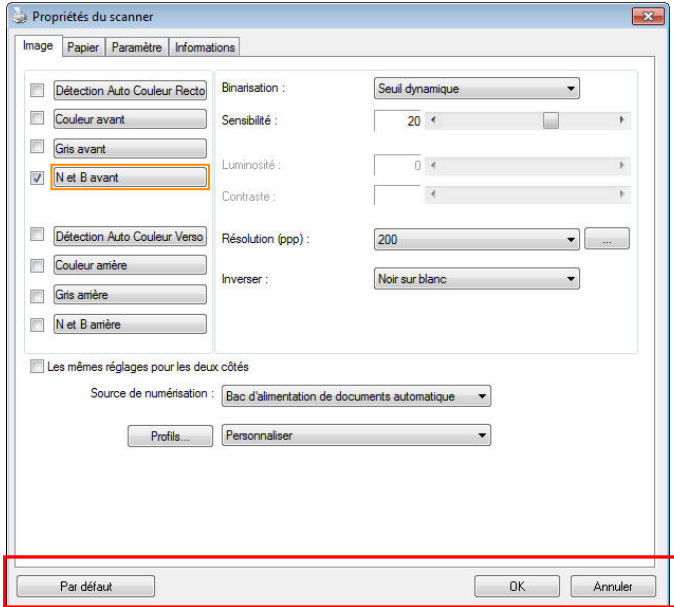 Propriétés du scanner
Image Papier Paramètre Informations
Détection Auto Couleur Recto
Couleur avant
Gris avant
N et B avant
Détection Auto Couleur Verso
Couleur arrière
Gris arrière
N et B arrière
Binarisation : Seuil dynamique
Sensibilité : 20
Luminosité : 0
Contraste :
Résolution (ppp) : 200 ...
Inverser : Noir sur blanc
Les mêmes réglages pour les deux côtés
Source de numérisation : Bac d'alimentation de documents automatique
Profils... Personnaliser
Par défaut OK Annuler